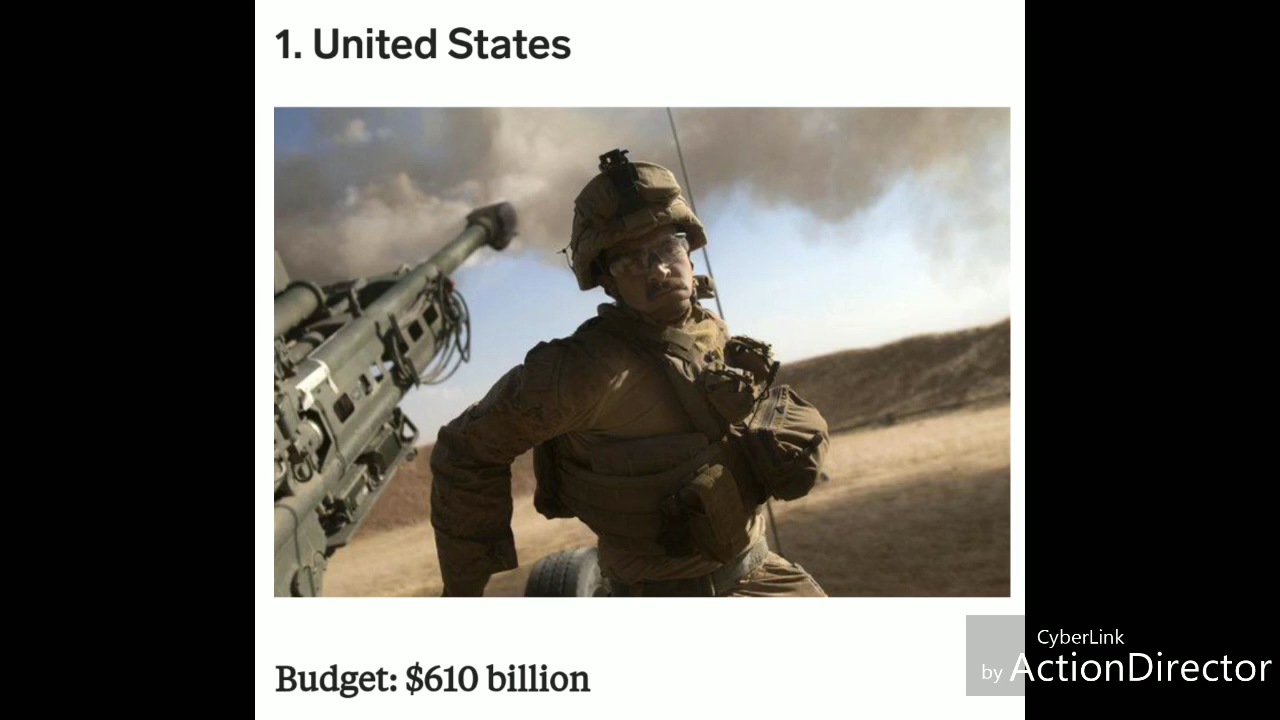 1. United States
Budget: $610 billion
CyberLink
by ActionDirector